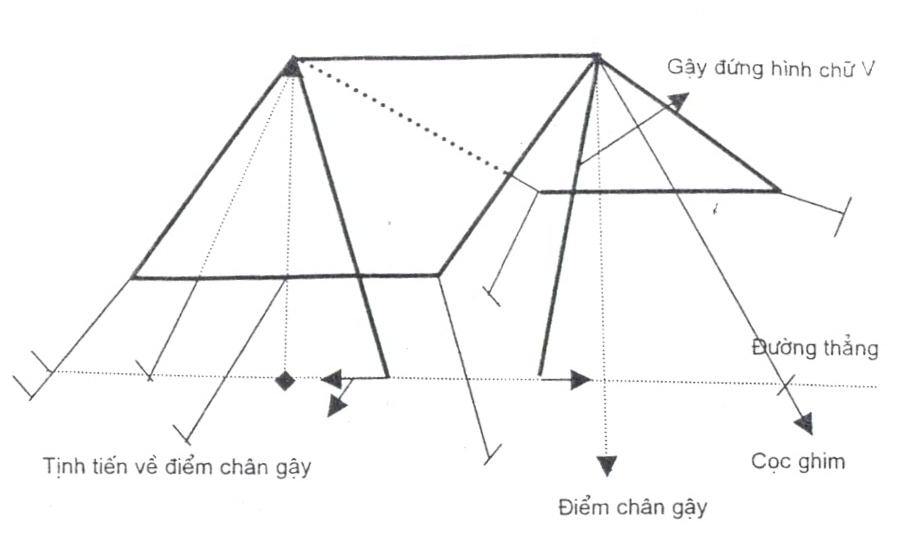 Gậy đứng hình chữ V
Đường thẳng
Tịnh tiến về điểm chân gậy
Cọc ghim
Điểm chân gậy